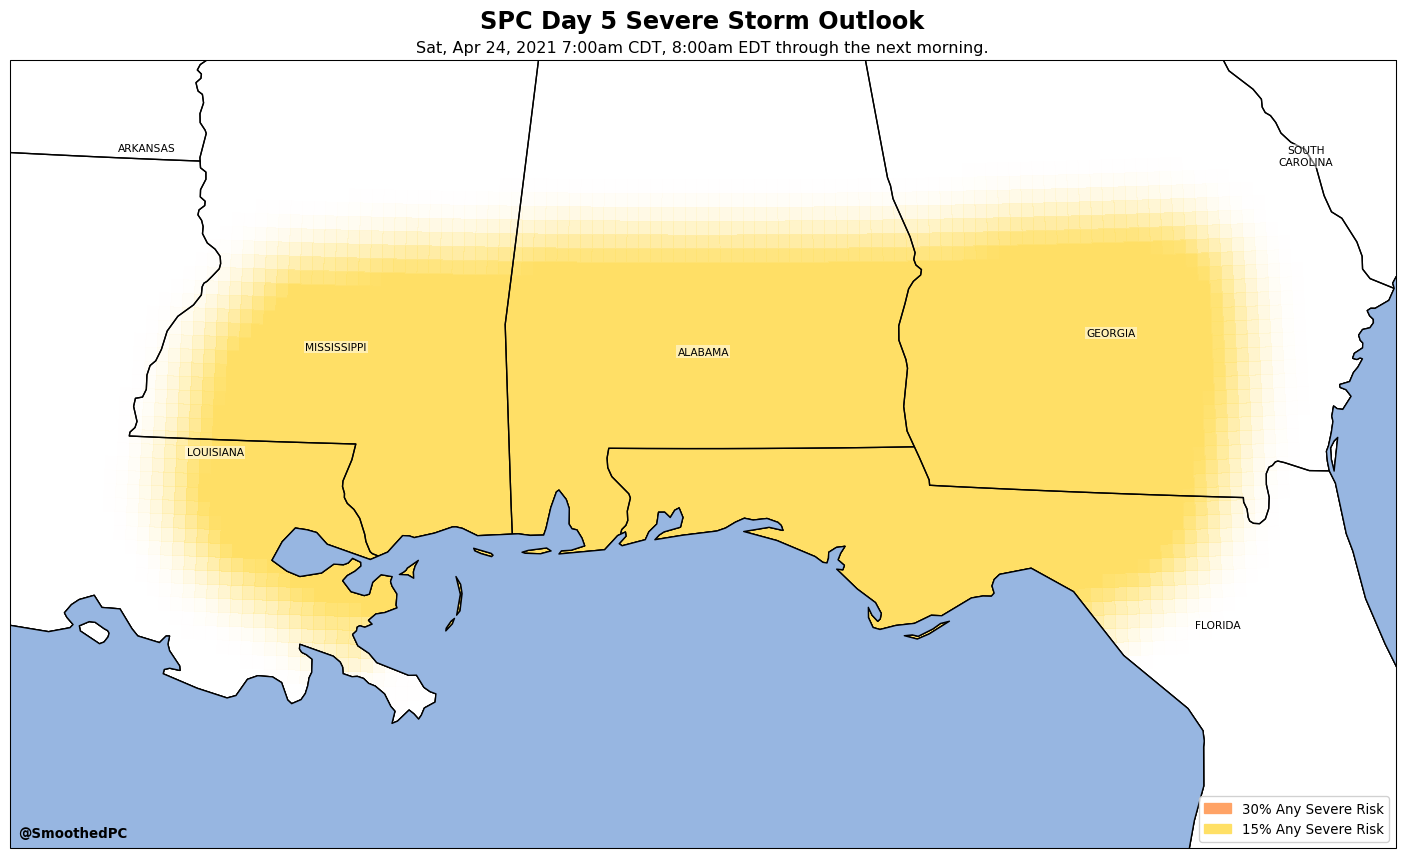 SPC Day 5 Severe Storm Outlook
Sat, Apr 24, 2021 7:00am CDT, 8:00am EDT through the next morning.
ARKANSAS
SOUTH
CAROLINA
MISSISSIPPI
ALABAMA
GEORGIA
LOUISIANA
FLORIDA
30% Any Severe Risk
15% Any Severe Risk
@SmoothedPC